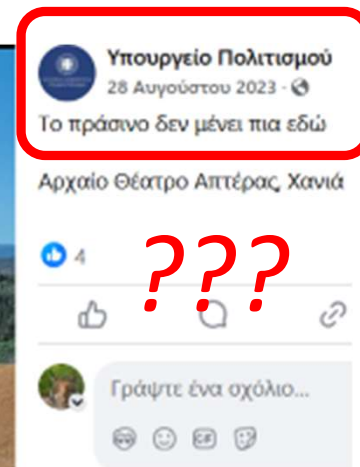 Υπουργείο Πολιτισμού
28 Αυγούστου 2023 ·
Το πράσινο δεν μένει πια εδώ
Αρχαίο Θέατρο Απτέρας, Χανιά
4
???
Γράψτε ένα σχόλιο...
GIF